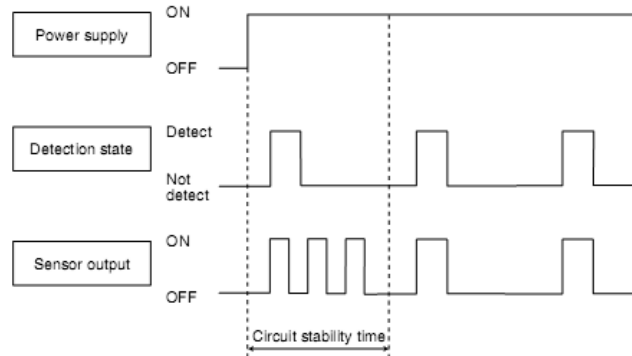 Power supply
ON
OFF
Detection state
Detect
Not
detect
Sensor output
ON
OFF
Circuit stability time